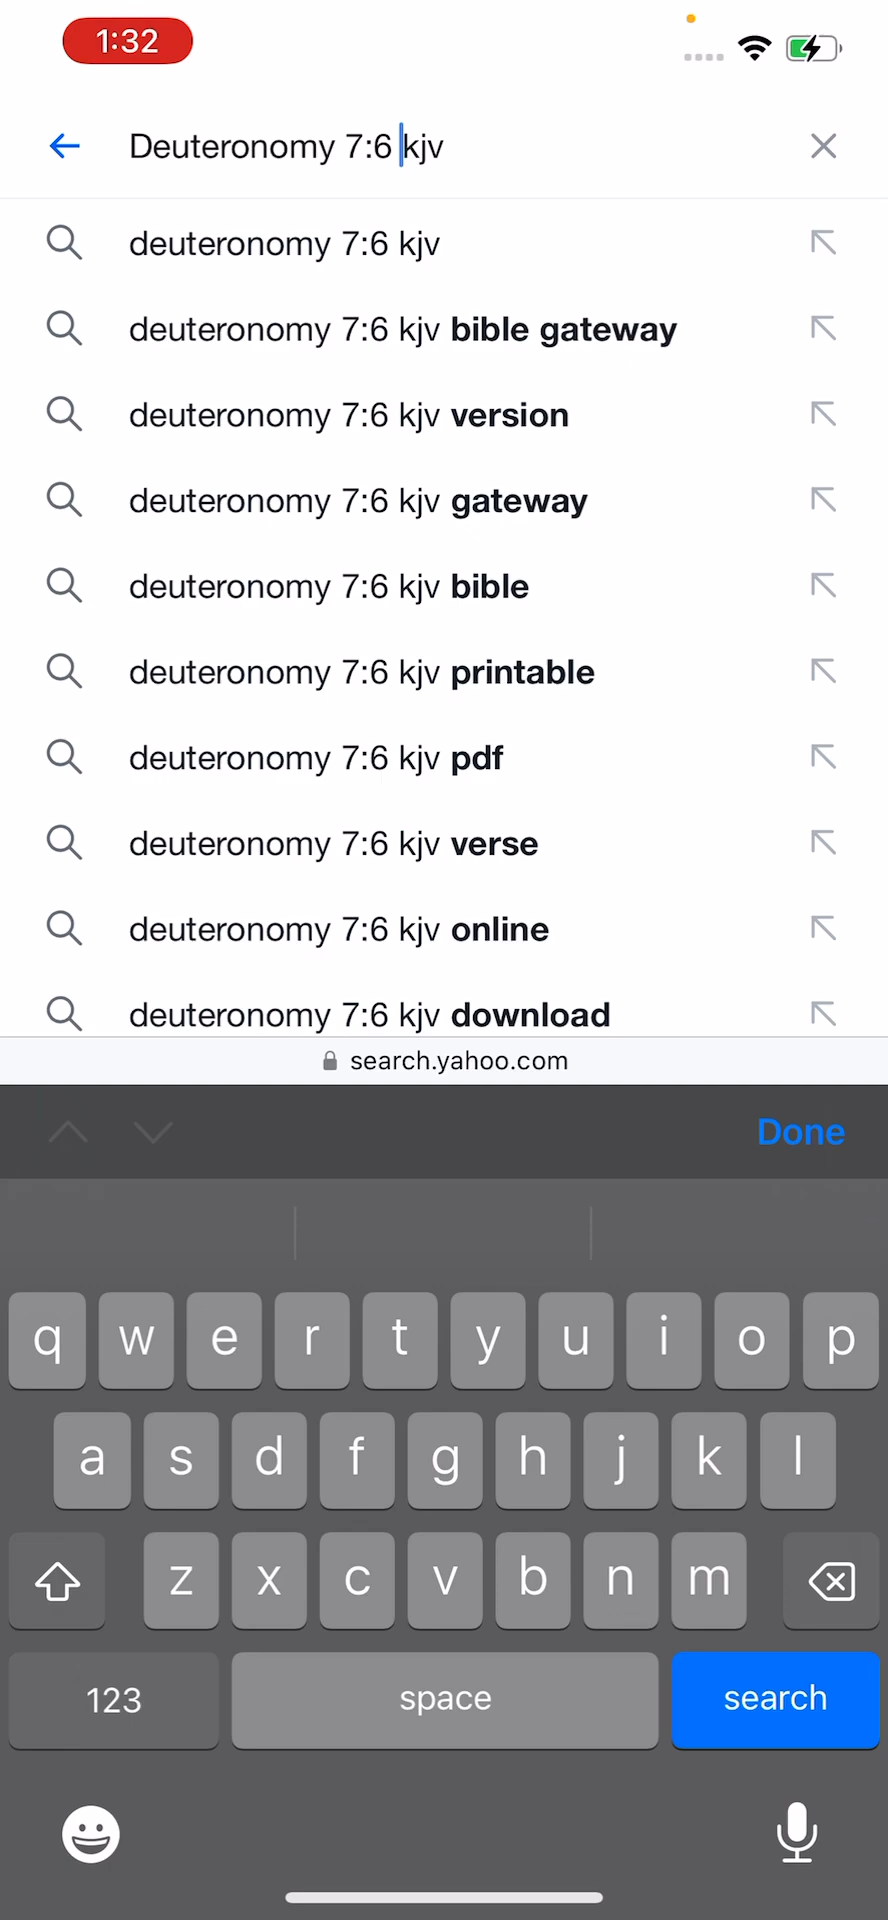 1:32
Deuteronomy 7:6 kjv
deuteronomy 7:6 kjv
deuteronomy 7:6 kjv bible gateway
deuteronomy 7:6 kjv version
deuteronomy 7:6 kjv gateway
deuteronomy 7:6 kjv bible
deuteronomy 7:6 kjv printable
deuteronomy 7:6 kjv pdf
deuteronomy 7:6 kjv verse
deuteronomy 7:6 kjv online
deuteronomy 7:6 kjv download
search.yahoo.com
Done
q w e r t y u i o p
a s d f g h j k l
z x c v b n m
123 space search